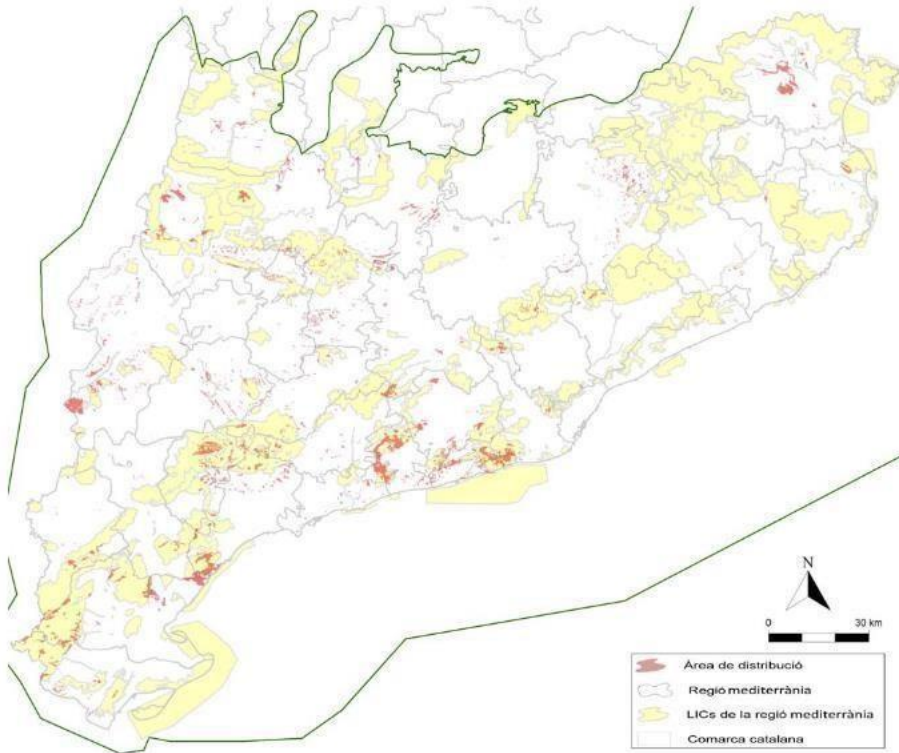 N
0 30 km
Àrea de distribució
Regió mediterrània
LICs de la regió mediterrània
Comarca catalana